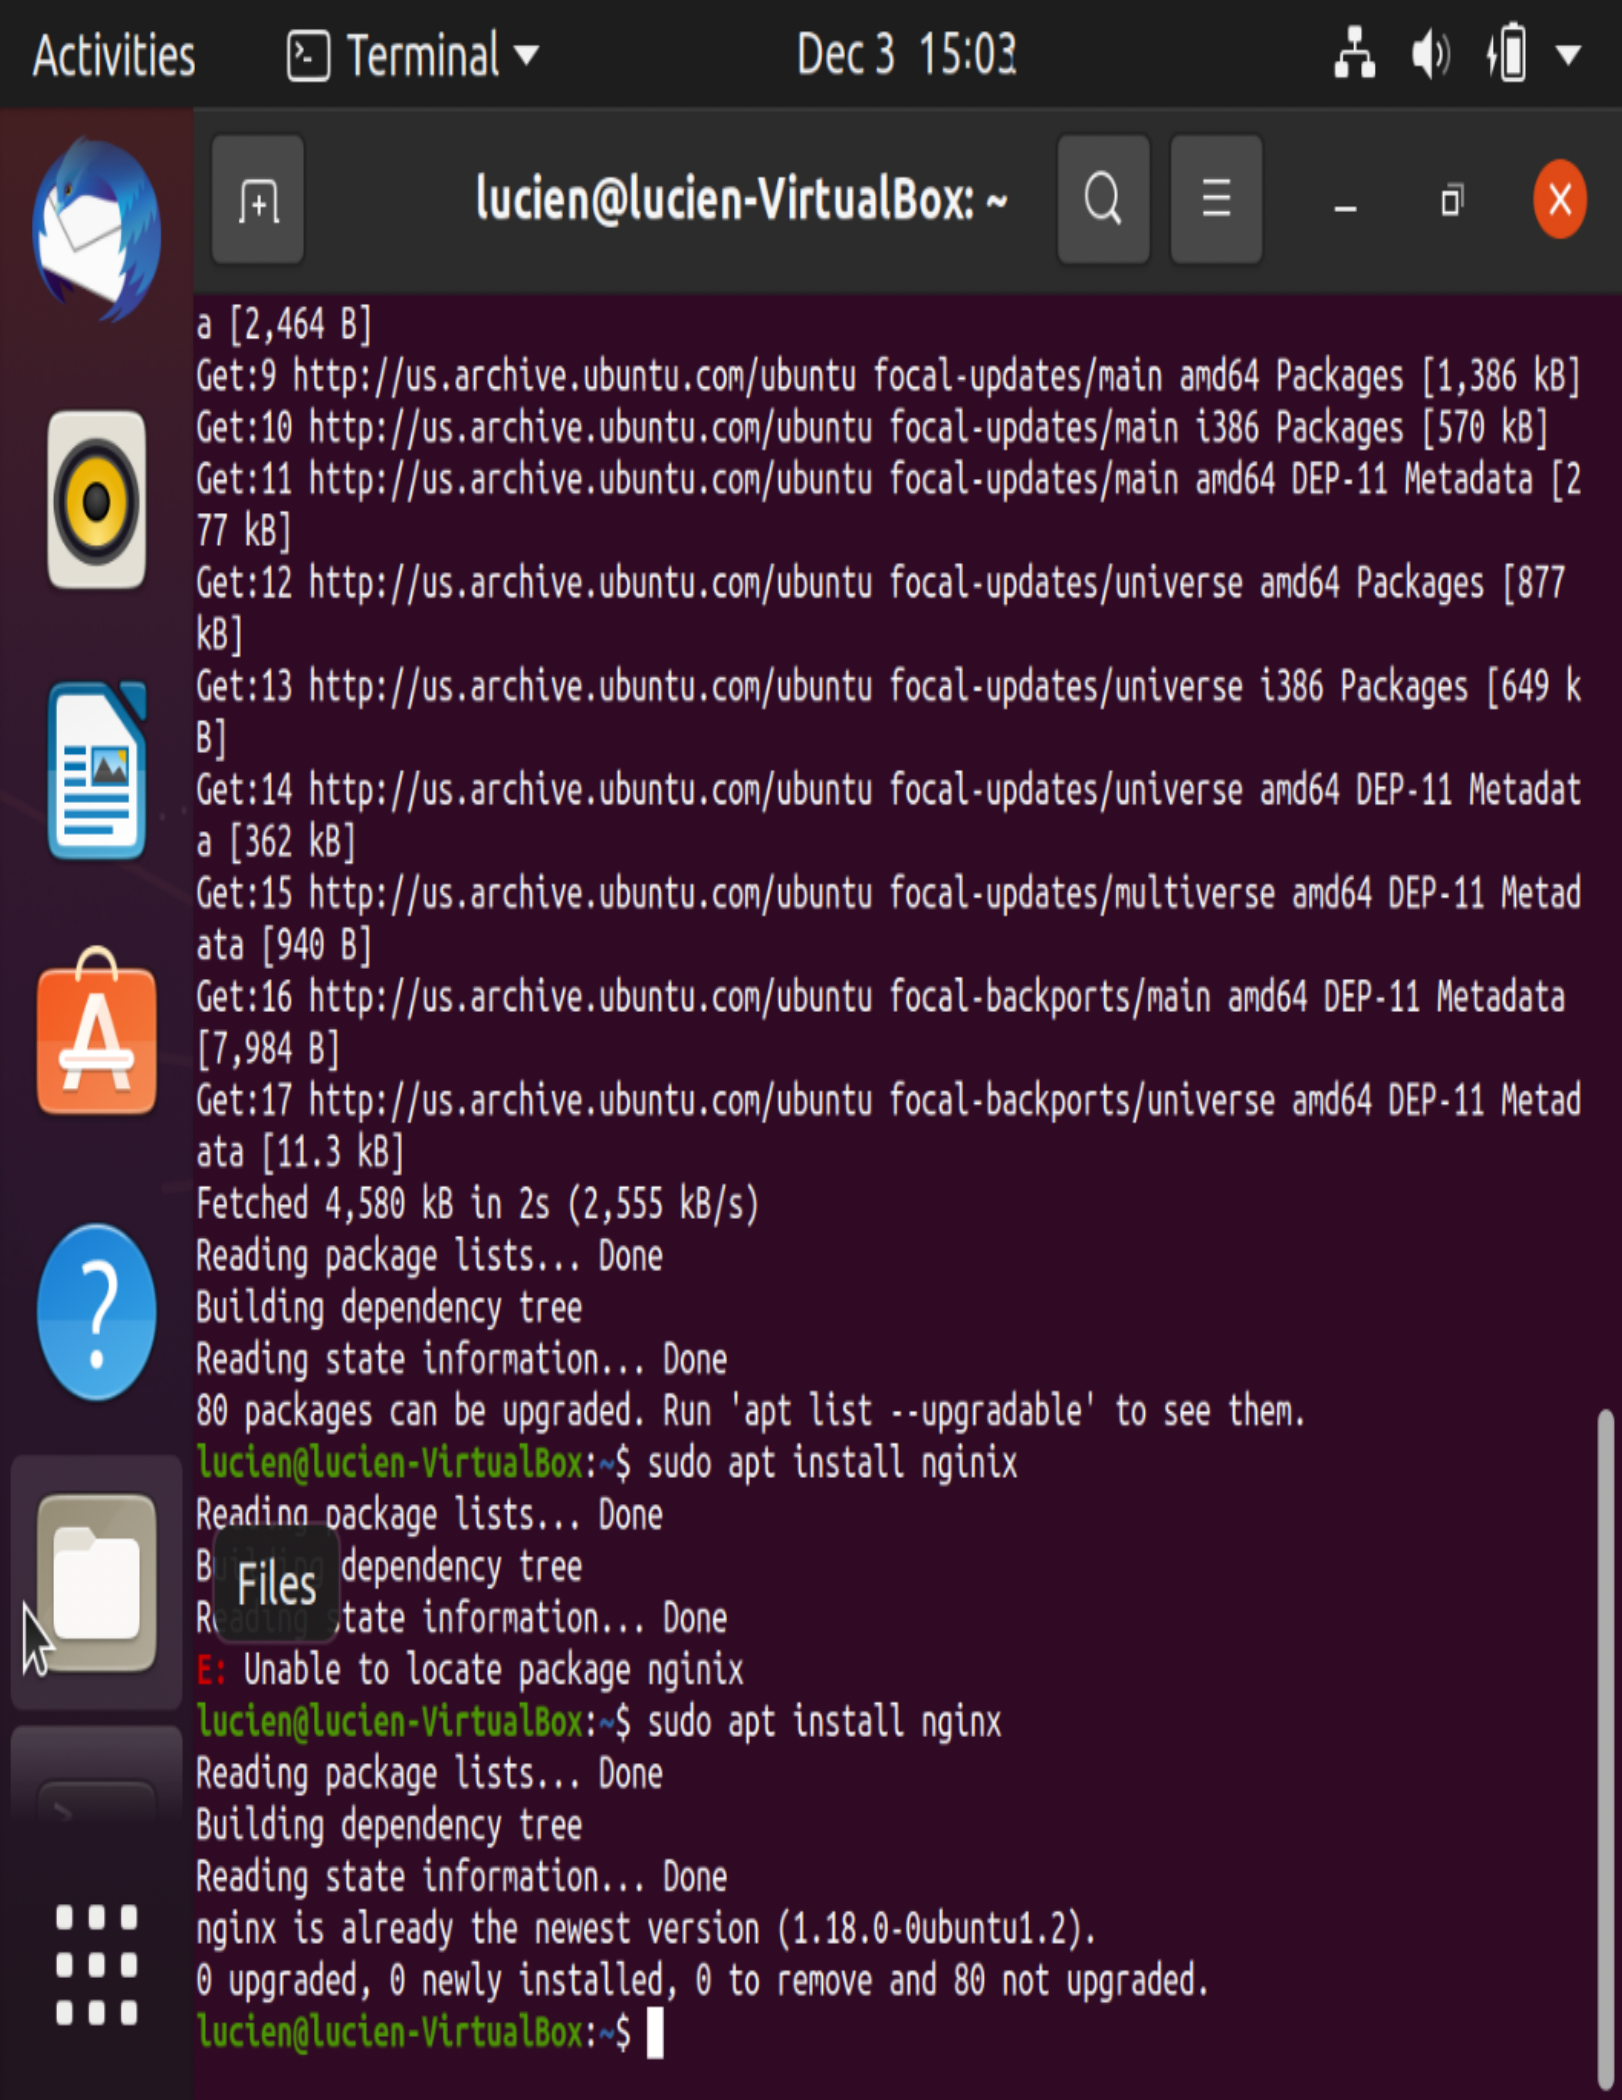 Activities Terminal Dec 3 15:03
lucien@lucien-VirtualBox: ~
a [2,464 B]
Get:9 http://us.archive.ubuntu.com/ubuntu focal-updates/main amd64 Packages [1,386 kB]
Get:10 http://us.archive.ubuntu.com/ubuntu focal-updates/main i386 Packages [570 kB]
Get:11 http://us.archive.ubuntu.com/ubuntu focal-updates/main amd64 DEP-11 Metadata [2
77 kB]
Get:12 http://us.archive.ubuntu.com/ubuntu focal-updates/universe amd64 Packages [877
kB]
Get:13 http://us.archive.ubuntu.com/ubuntu focal-updates/universe i386 Packages [649 k
B]
Get:14 http://us.archive.ubuntu.com/ubuntu focal-updates/universe amd64 DEP-11 Metadat
a [362 kB]
Get:15 http://us.archive.ubuntu.com/ubuntu focal-updates/multiverse amd64 DEP-11 Metad
ata [940 B]
Get:16 http://us.archive.ubuntu.com/ubuntu focal-backports/main amd64 DEP-11 Metadata
[7,984 B]
Get:17 http://us.archive.ubuntu.com/ubuntu focal-backports/universe amd64 DEP-11 Metad
ata [11.3 kB]
Fetched 4,580 kB in 2s (2,555 kB/s)
Reading package lists... Done
Building dependency tree
Reading state information... Done
80 packages can be upgraded. Run 'apt list --upgradable' to see them.
lucien@lucien-VirtualBox:~$ sudo apt install nginix
Reading package lists... Done
Building dependency tree
Files
Reading state information... Done
E: Unable to locate package nginix
lucien@lucien-VirtualBox:~$ sudo apt install nginx
Reading package lists... Done
Building dependency tree
Reading state information... Done
nginx is already the newest version (1.18.0-0ubuntu1.2).
0 upgraded, 0 newly installed, 0 to remove and 80 not upgraded.
lucien@lucien-VirtualBox:~$